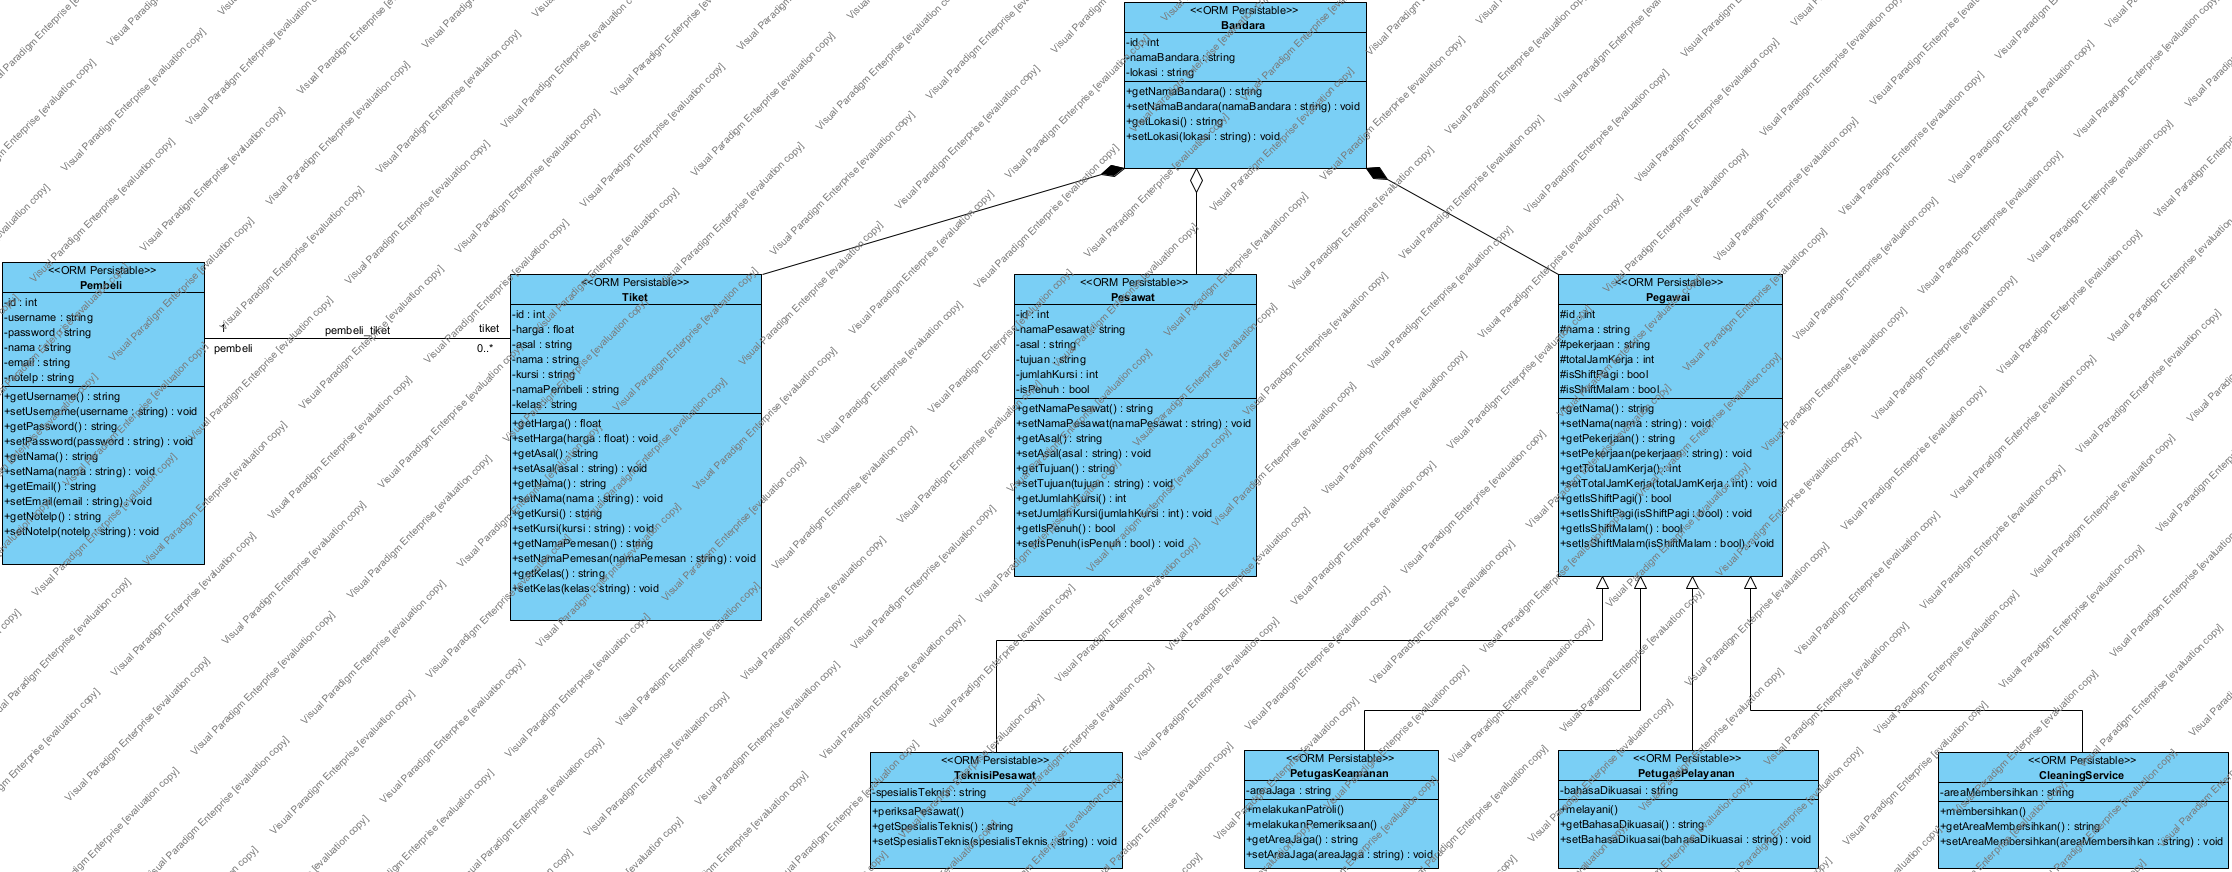 <<ORM Persistable>>
Bandara
-id : int
-namaBandara : string
-lokasi : string
+getNamaBandara() : string
+setNamaBandara(namaBandara : string) : void
+getLokasi() : string
+setLokasi(lokasi : string) : void
<<ORM Persistable>>
Pembeli
-id : int
-username : string
-password : string
-nama : string
-email : string
-notelp : string
+getUsername() : string
+setUsername(username : string) : void
+getPassword() : string
+setPassword(password : string) : void
+getNama() : string
+setNama(nama : string) : void
+getEmail() : string
+setEmail(email : string) : void
+getNotelp() : string
+setNotelp(notelp : string) : void
1
pembeli
pembeli_tiket
tiket
0..*
<<ORM Persistable>>
Tiket
-id : int
-harga : float
-asal : string
-nama : string
-kursi : string
-namaPembeli : string
-kelas : string
+getHarga() : float
+setHarga(harga : float) : void
+getAsal() : string
+setAsal(asal : string) : void
+getNama() : string
+setNama(nama : string) : void
+getKursi() : string
+setKursi(kursi : string) : void
+getNamaPemesan() : string
+setNamaPemesan(namaPemesan : string) : void
+getKelas() : string
+setKelas(kelas : string) : void
<<ORM Persistable>>
Pesawat
-id : int
-namaPesawat : string
-asal : string
-tujuan : string
-jumlahKursi : int
-isPenuh : bool
+getNamaPesawat() : string
+setNamaPesawat(namaPesawat : string) : void
+getAsal() : string
+setAsal(asal : string) : void
+getTujuan() : string
+setTujuan(tujuan : string) : void
+getJumlahKursi() : int
+setJumlahKursi(jumlahKursi : int) : void
+getIsPenuh() : bool
+setIsPenuh(isPenuh : bool) : void
<<ORM Persistable>>
Pegawai
#id : int
#nama : string
#pekerjaan : string
#totalJamKerja : int
#isShiftPagi : bool
#isShiftMalam : bool
+getNama() : string
+setNama(nama : string) : void
+getPekerjaan() : string
+setPekerjaan(pekerjaan : string) : void
+getTotalJamKerja() : int
+setTotalJamKerja(totalJamKerja : int) : void
+getIsShiftPagi() : bool
+setIsShiftPagi(isShiftPagi : bool) : void
+getIsShiftMalam() : bool
+setIsShiftMalam(isShiftMalam : bool) : void
<<ORM Persistable>>
TeknisiPesawat
-spesialisTeknis : string
+periksaPesawat()
+getSpesialisTeknis() : string
+setSpesialisTeknis(spesialisTeknis : string) : void
<<ORM Persistable>>
PetugasKeamanan
-areaJaga : string
+melakukanPatroli()
+melakukanPemeriksaan()
+getAreaJaga() : string
+setAreaJaga(areaJaga : string) : void
<<ORM Persistable>>
PetugasPelayanan
-bahasaDikuasai : string
+melayani()
+getBahasaDikuasai() : string
+setBahasaDikuasai(bahasaDikuasai : string) : void
<<ORM Persistable>>
CleaningService
-areaMembersihkan : string
+membersihkan()
+getAreaMembersihkan() : string
+setAreaMembersihkan(areaMembersihkan : string) : void
Visual Paradigm Enterprise [evaluation copy]